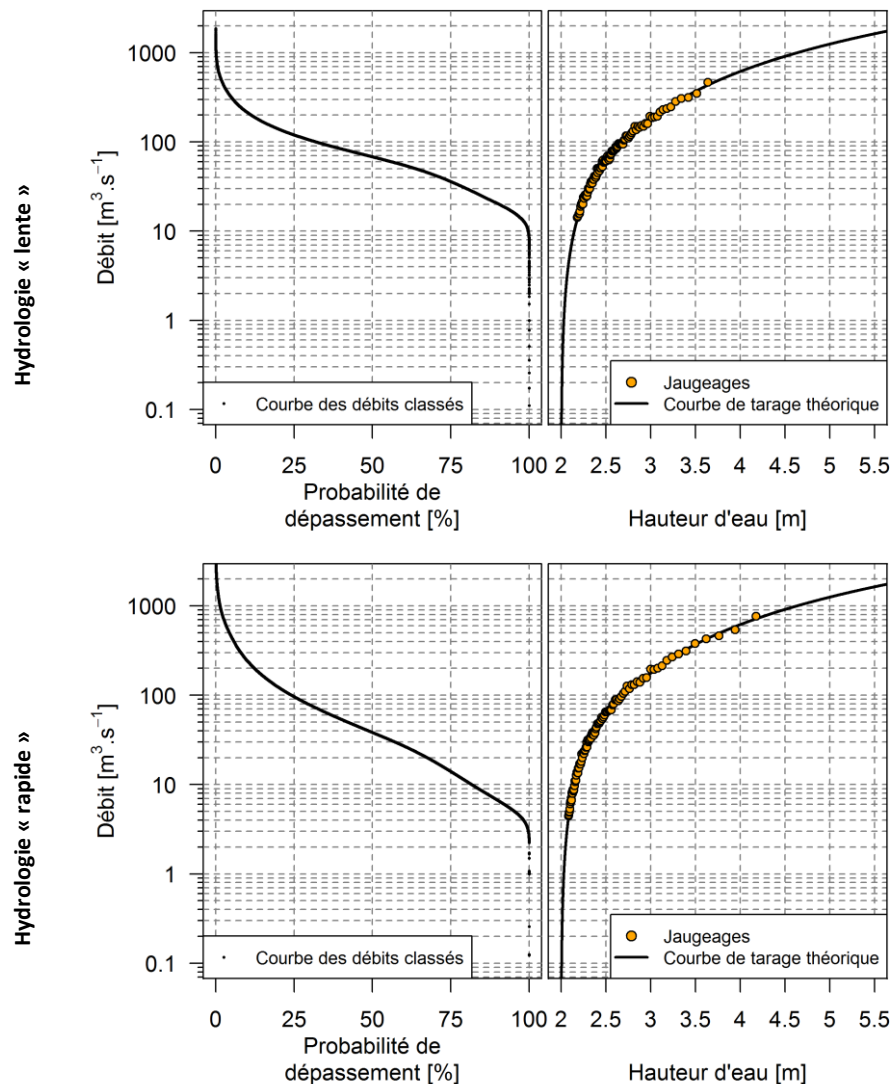 Hydrologie « lente »
Débit [m³.s⁻¹]
1000
100
10
1
0.1
Courbe des débits classés
Jaugeages
Courbe de tarage théorique
0 25 50 75 100
2 2.5 3 3.5 4 4.5 5 5.5
Probabilité de
dépassement [%]
Hauteur d'eau [m]
Hydrologie « rapide »
Débit [m³.s⁻¹]
1000
100
10
1
0.1
Courbe des débits classés
Jaugeages
Courbe de tarage théorique
0 25 50 75 100
2 2.5 3 3.5 4 4.5 5 5.5
Probabilité de
dépassement [%]
Hauteur d'eau [m]